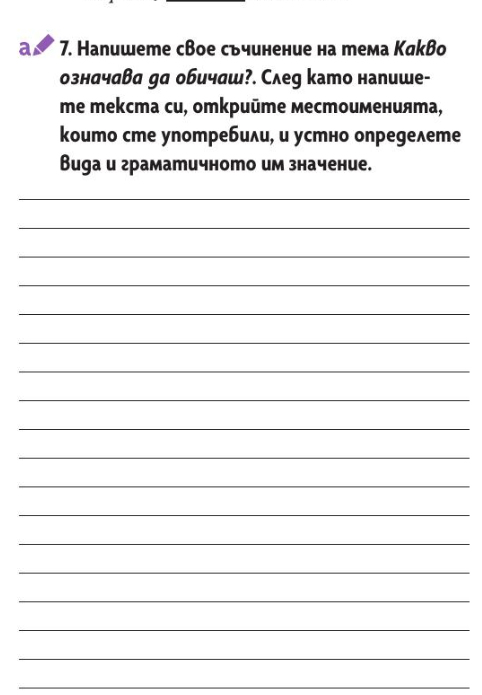 а 7. Напишете свое съчинение на тема Какво
означава да обичаш?. След като напише-
те текста си, открийте местоименията,
които сте употребили, и устно определете
вида и граматичното им значение.